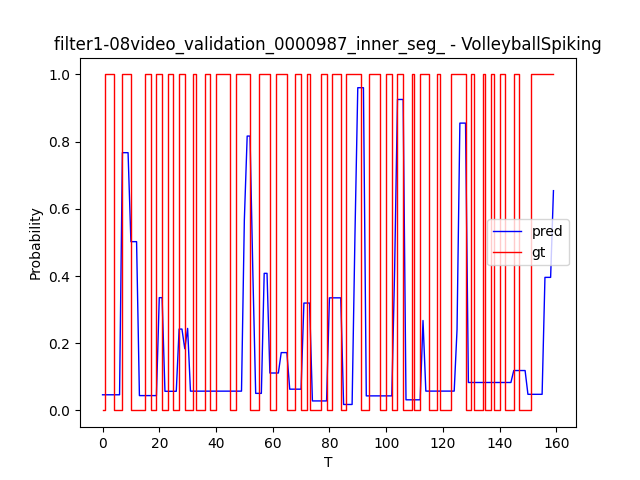 filter1-08video_validation_0000987_inner_seg_ - VolleyballSpiking
1.0
0.8
0.6
0.4
0.2
0.0
Probability
pred
gt
0 20 40 60 80 100 120 140 160
T